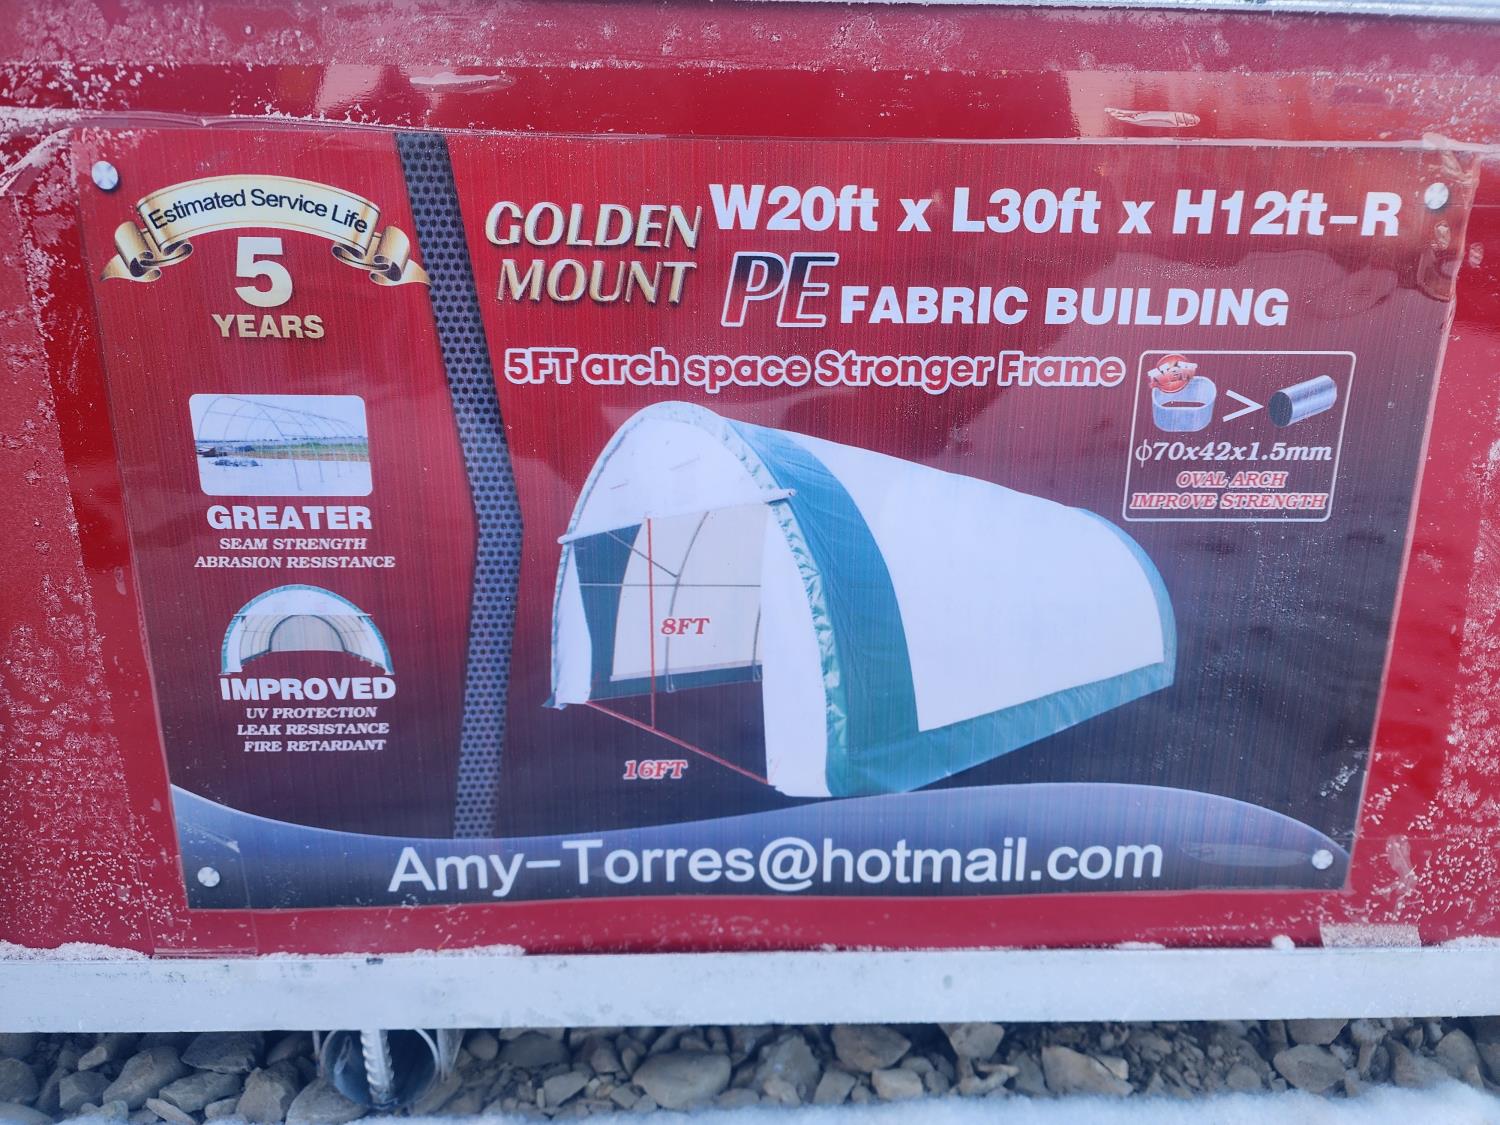 Estimated Service Life
5
YEARS
GREATER
SEAM STRENGTH
ABRASION RESISTANCE
IMPROVED
UV PROTECTION
LEAK RESISTANCE
FIRE RETARDANT
GOLDEN
MOUNT
W20ft x L30ft x H12ft-R
PE FABRIC BUILDING
5FT arch space Stronger Frame
>
ϕ70x42x1.5mm
OVAL ARCH
IMPROVE STRENGTH
8FT
16FT
Amy-Torres@hotmail.com